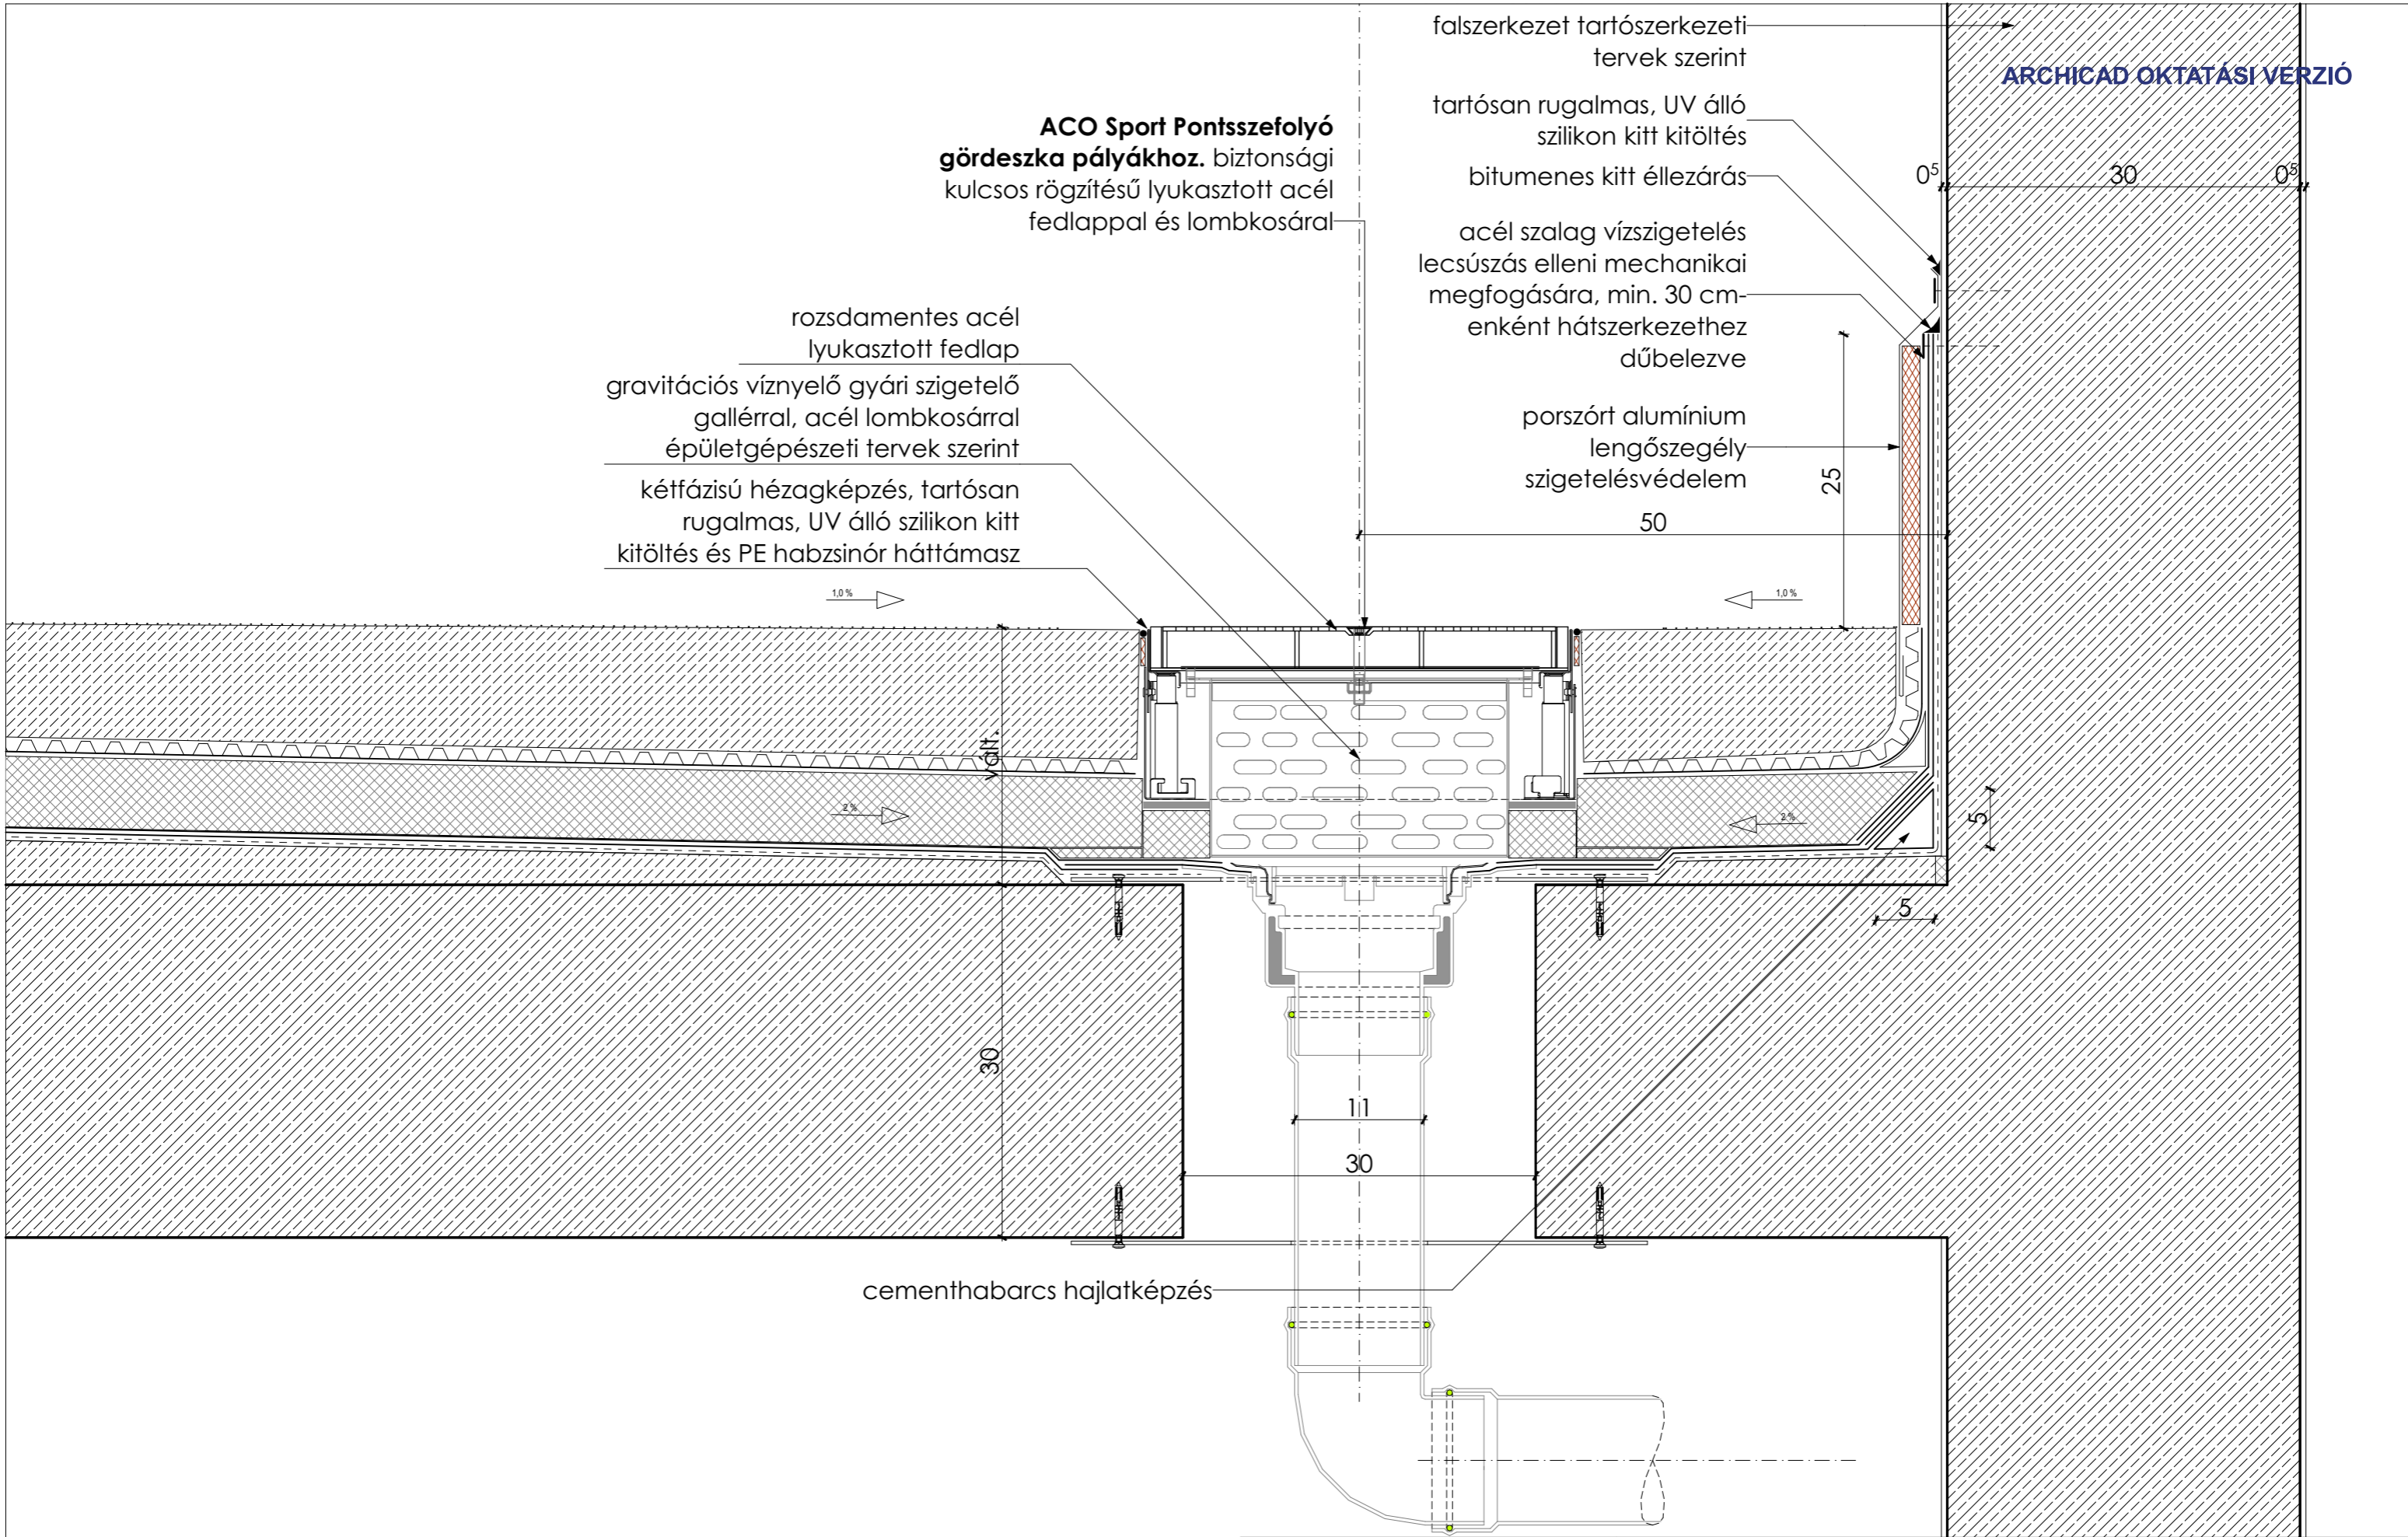 falszerkezet tartószerkezeti
tervek szerint
ARCHICAD OKTATÁSI VERZIÓ
tartósan rugalmas, UV álló
szilikon kitt kitöltés
bitumenes kitt éllezárás
acél szalag vízszigetelés
lecsúszás elleni mechanikai
megfogására, min. 30 cm-
enként hátszerkezethez
dűbelezve
porszórt alumínium
lengőszegély
szigetelésvédelem
ACO Sport Pontsszefolyó
gördeszka pályákhoz. biztonsági
kulcsos rögzítésű lyukasztott acél
fedlappal és lombkosáral
rozsdamentes acél
lyukasztott fedlap
gravitációs víznyelő gyári szigetelő
gallérral, acél lombkosárral
épületgépészeti tervek szerint
kétfázisú hézagképzés, tartósan
rugalmas, UV álló szilikon kitt
kitöltés és PE habzsinór háttámasz
0⁵
30
0⁵
25
50
1,0 %
1,0 %
vált.
2 %
2 %
5
5
30
11
30
cementhabarcs hajlatképzés